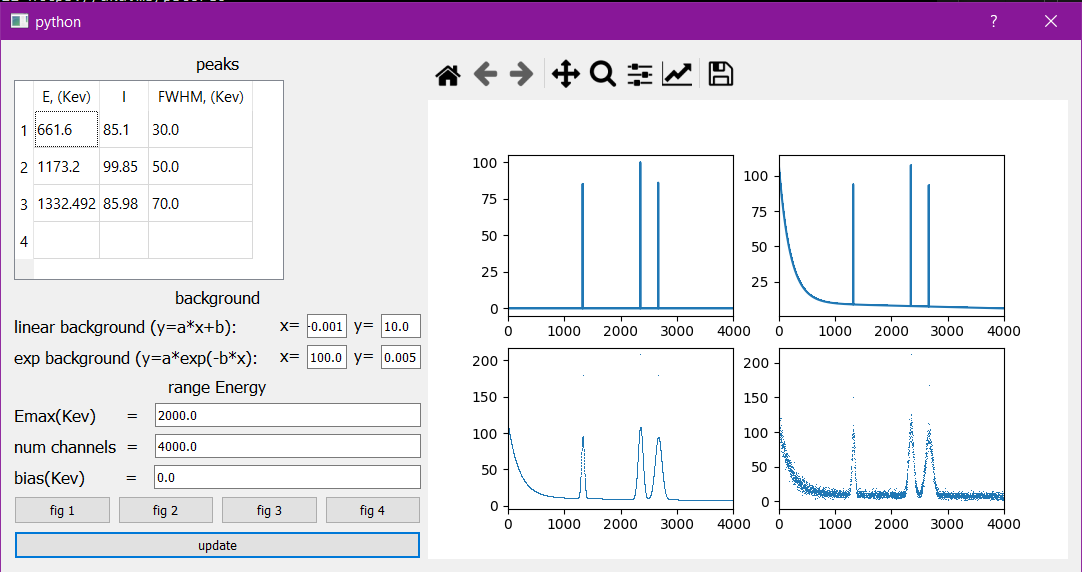 python ?
peaks
E, (Kev) I FWHM, (Kev)
1 661.6 85.1 30.0
2 1173.2 99.85 50.0
3 1332.492 85.98 70.0
4
background
linear background (y=a*x+b): x= -0.001 y= 10.0
exp background (y=a*exp(-b*x): x= 100.0 y= 0.005
range Energy
Emax(Kev) = 2000.0
num channels = 4000.0
bias(Kev) = 0.0
fig 1 fig 2 fig 3 fig 4
update
100
75
50
25
0
0 1000 2000 3000 4000
100
75
50
25
0 1000 2000 3000 4000
200
150
100
50
0
0 1000 2000 3000 4000
200
150
100
50
0
0 1000 2000 3000 4000